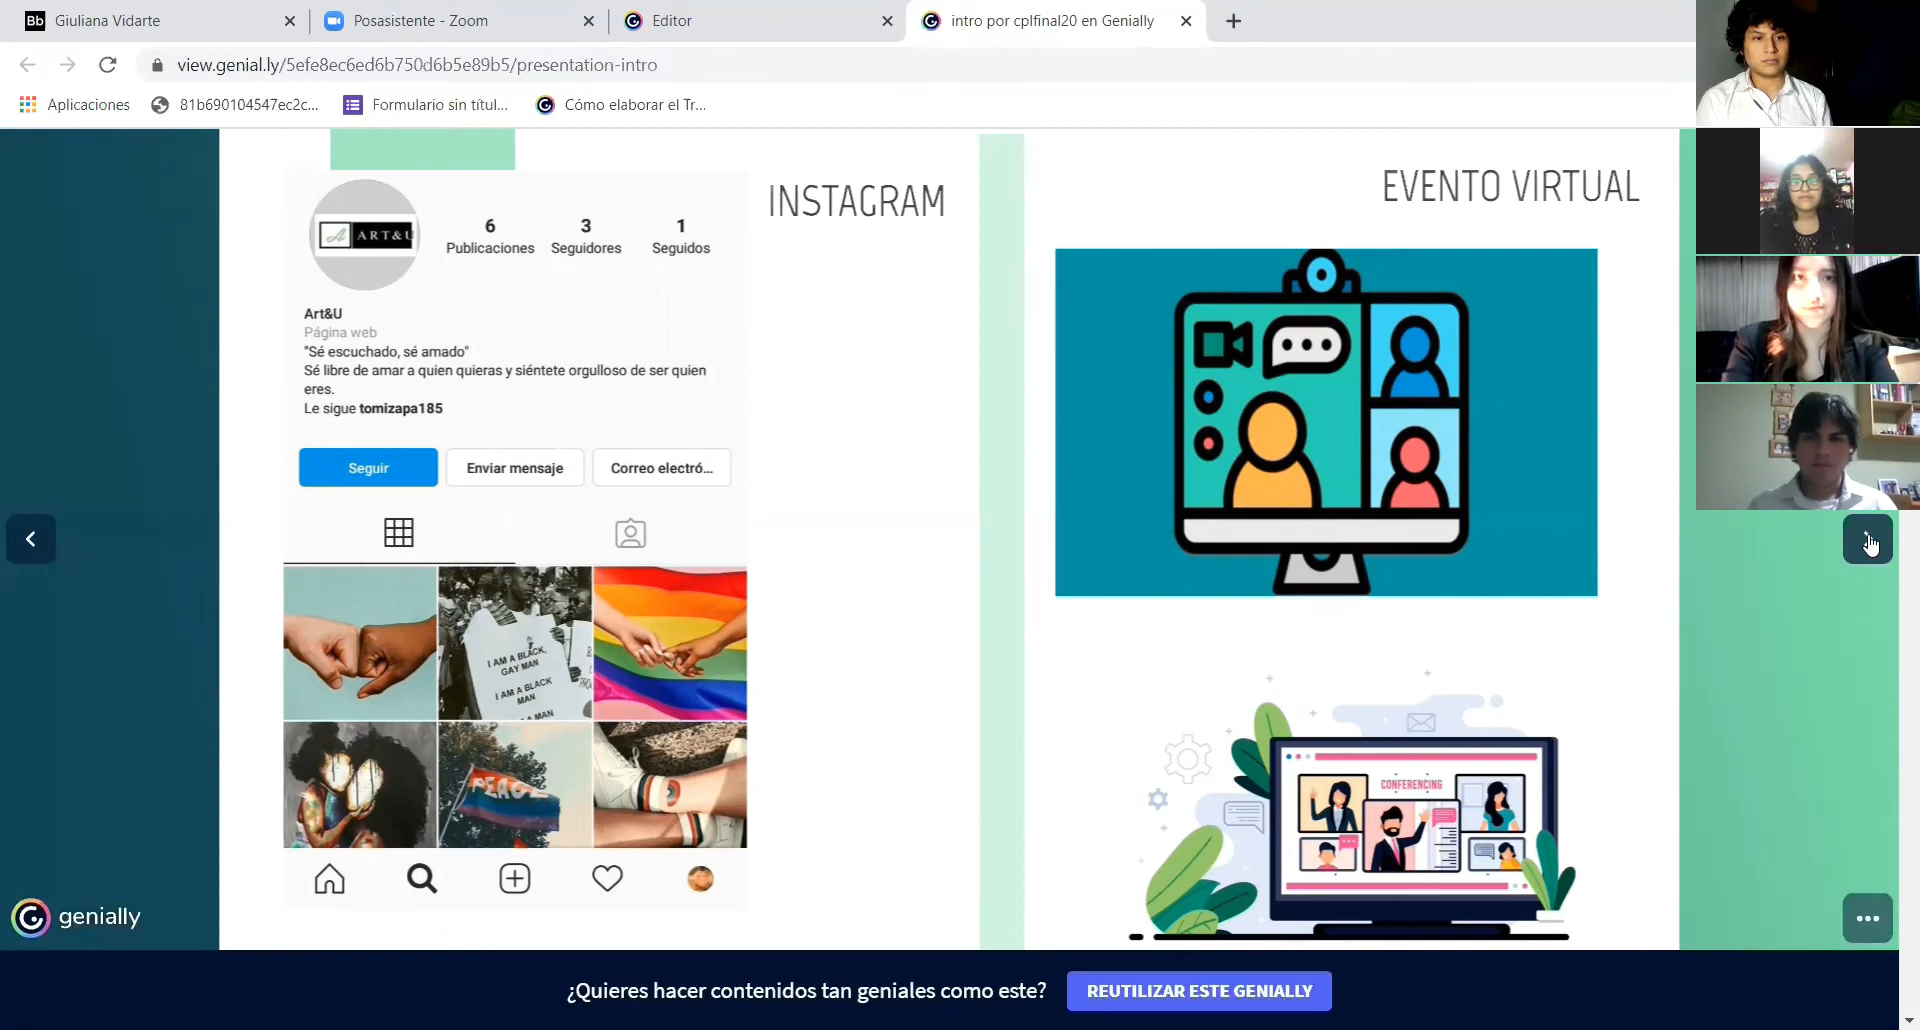 Bb Giuliana Vidarte
Posasistente - Zoom
Editor
intro por cplfinal20 en Genially
view.genial.ly/5efe8ec6ed6b750d6b5e89b5/presentation-intro
Aplicaciones
81b690104547ec2c...
Formulario sin títul...
Cómo elaborar el Tr...
INSTAGRAM
EVENTO VIRTUAL
A ART&U
6
Publicaciones
3
Seguidores
1
Seguidos
Art&U
Página web
"Sé escuchado, sé amado"
Sé libre de amar a quien quieras y siéntete orgulloso de ser quien
eres.
Le sigue tomizapa185
Seguir
Enviar mensaje
Correo electró...
I AM A BLACK,
GAY MAN
I AM A BLACK
MAN
A MAN
PEACE
CONFERENCING
genially
¿Quieres hacer contenidos tan geniales como este?
REUTILIZAR ESTE GENIALLY